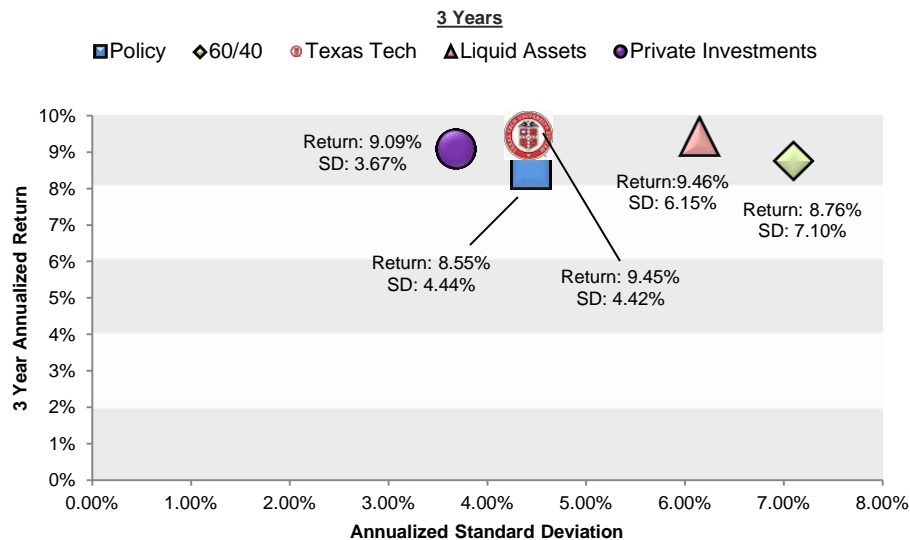 3 Years
Policy 60/40 Texas Tech Liquid Assets Private Investments
3 Year Annualized Return
10%
9%
8%
7%
6%
5%
4%
3%
2%
1%
0%
Return: 9.09%
SD: 3.67%
Return:9.46%
SD: 6.15%
Return: 8.76%
SD: 7.10%
Return: 8.55%
SD: 4.44%
Return: 9.45%
SD: 4.42%
0.00% 1.00% 2.00% 3.00% 4.00% 5.00% 6.00% 7.00% 8.00%
Annualized Standard Deviation